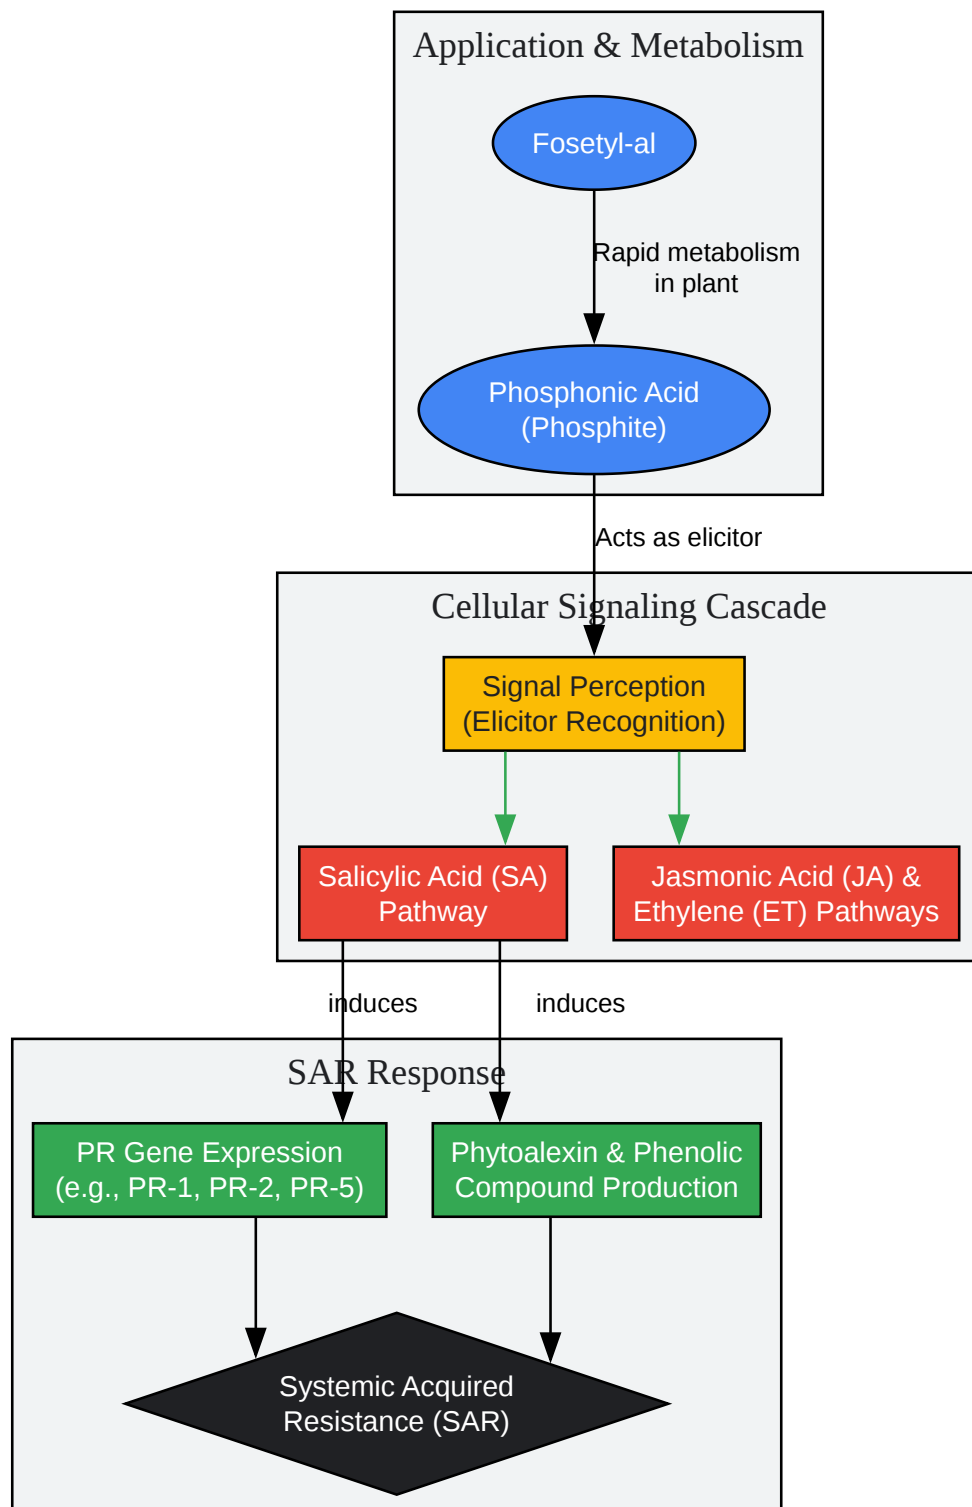 Application & Metabolism
Fosetyl-al
Rapid metabolism
in plant
Phosphonic Acid
(Phosphite)
Acts as elicitor
Cellular Signaling Cascade
Signal Perception
(Elicitor Recognition)
Salicylic Acid (SA)
Pathway
Jasmonic Acid (JA) &
Ethylene (ET) Pathways
induces
induces
SAR Response
PR Gene Expression
(e.g., PR-1, PR-2, PR-5)
Phytoalexin & Phenolic
Compound Production
Systemic Acquired
Resistance (SAR)